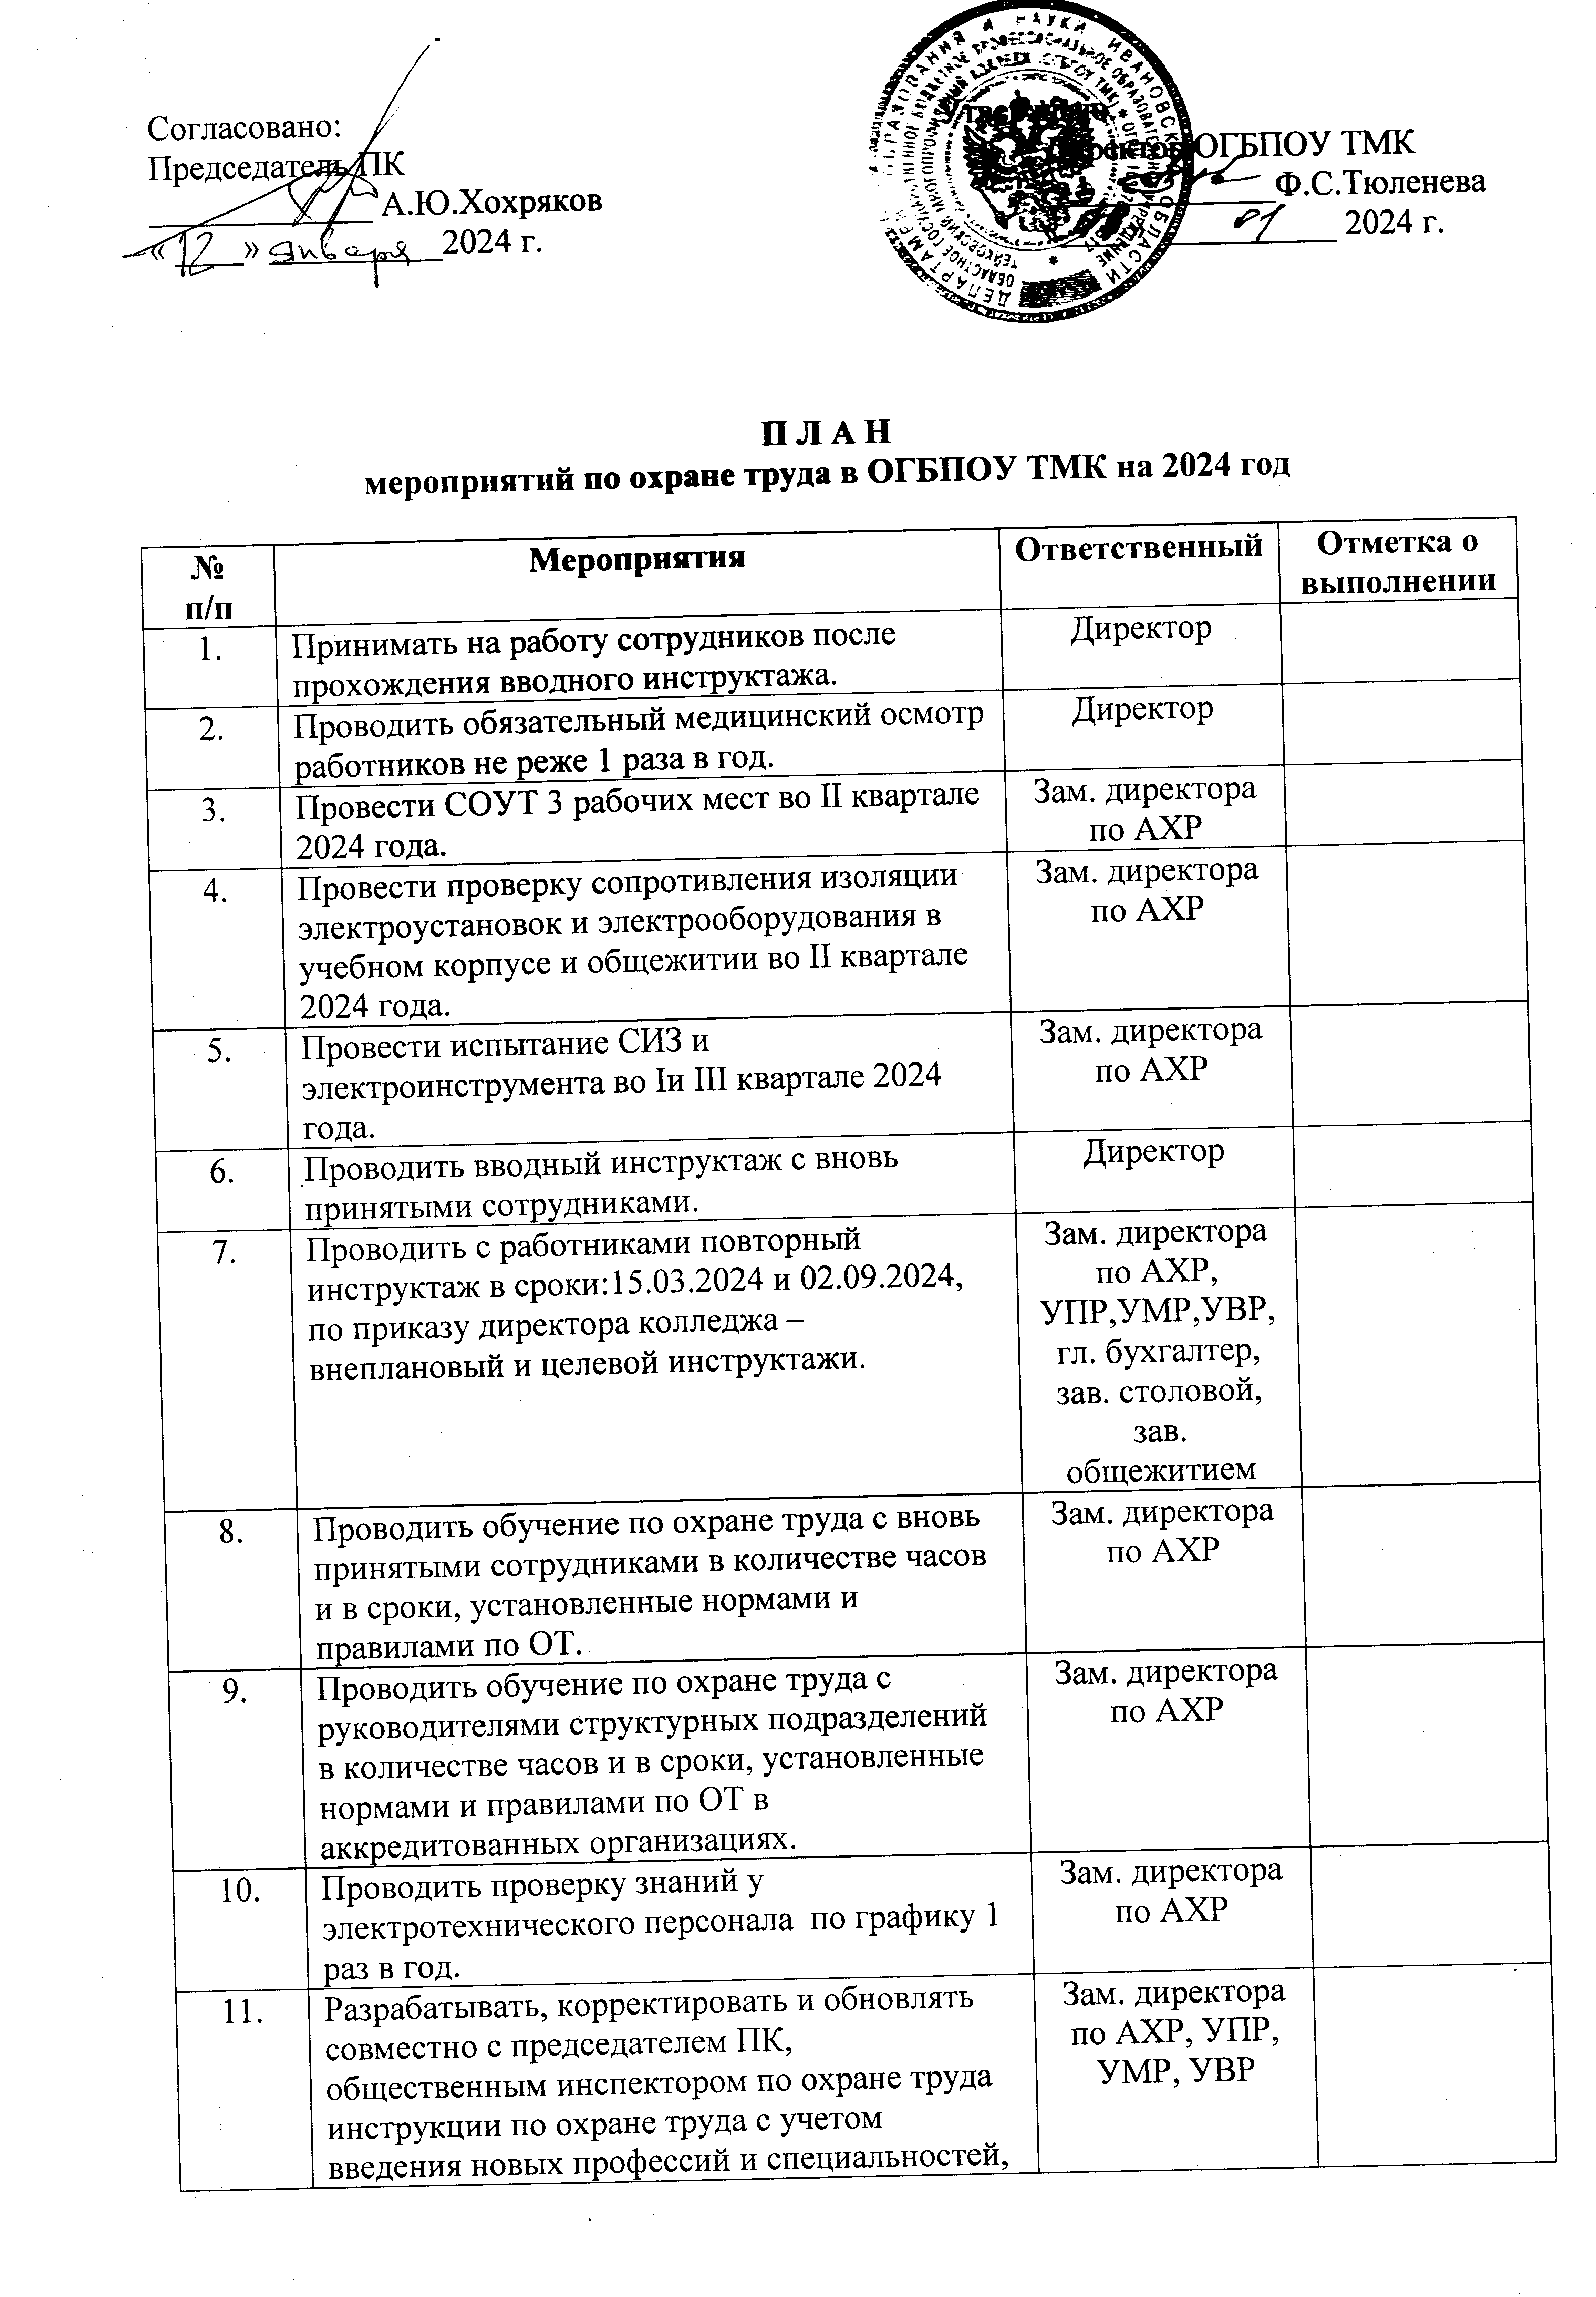 Согласовано:
Председатель ПК
А.Ю.Хохряков
« 12 » января 2024 г.
Директор ОГБПОУ ТМК
Ф.С.Тюленева
01 2024 г.
П Л А Н
мероприятий по охране труда в ОГБПОУ ТМК на 2024 год
№
п/п
Мероприятия
Ответственный
Отметка о
выполнении
1.
Принимать на работу сотрудников после
прохождения вводного инструктажа.
Директор
2.
Проводить обязательный медицинский осмотр
работников не реже 1 раза в год.
Директор
3.
Провести СОУТ 3 рабочих мест во II квартале
2024 года.
Зам. директора
по АХР
4.
Провести проверку сопротивления изоляции
электроустановок и электрооборудования в
учебном корпусе и общежитии во II квартале
2024 года.
Зам. директора
по АХР
5.
Провести испытание СИЗ и
электроинструмента во Iи III квартале 2024
года.
Зам. директора
по АХР
6.
Проводить вводный инструктаж с вновь
принятыми сотрудниками.
Директор
7.
Проводить с работниками повторный
инструктаж в сроки:15.03.2024 и 02.09.2024,
по приказу директора колледжа –
внеплановый и целевой инструктажи.
Зам. директора
по АХР,
УПР,УМР,УВР,
гл. бухгалтер,
зав. столовой,
зав.
общежитием
8.
Проводить обучение по охране труда с вновь
принятыми сотрудниками в количестве часов
и в сроки, установленные нормами и
правилами по ОТ.
Зам. директора
по АХР
9.
Проводить обучение по охране труда с
руководителями структурных подразделений
в количестве часов и в сроки, установленные
нормами и правилами по ОТ в
аккредитованных организациях.
Зам. директора
по АХР
10.
Проводить проверку знаний у
электротехнического персонала по графику 1
раз в год.
Зам. директора
по АХР
11.
Разрабатывать, корректировать и обновлять
совместно с председателем ПК,
общественным инспектором по охране труда
инструкции по охране труда с учетом
введения новых профессий и специальностей,
Зам. директора
по АХР, УПР,
УМР, УВР